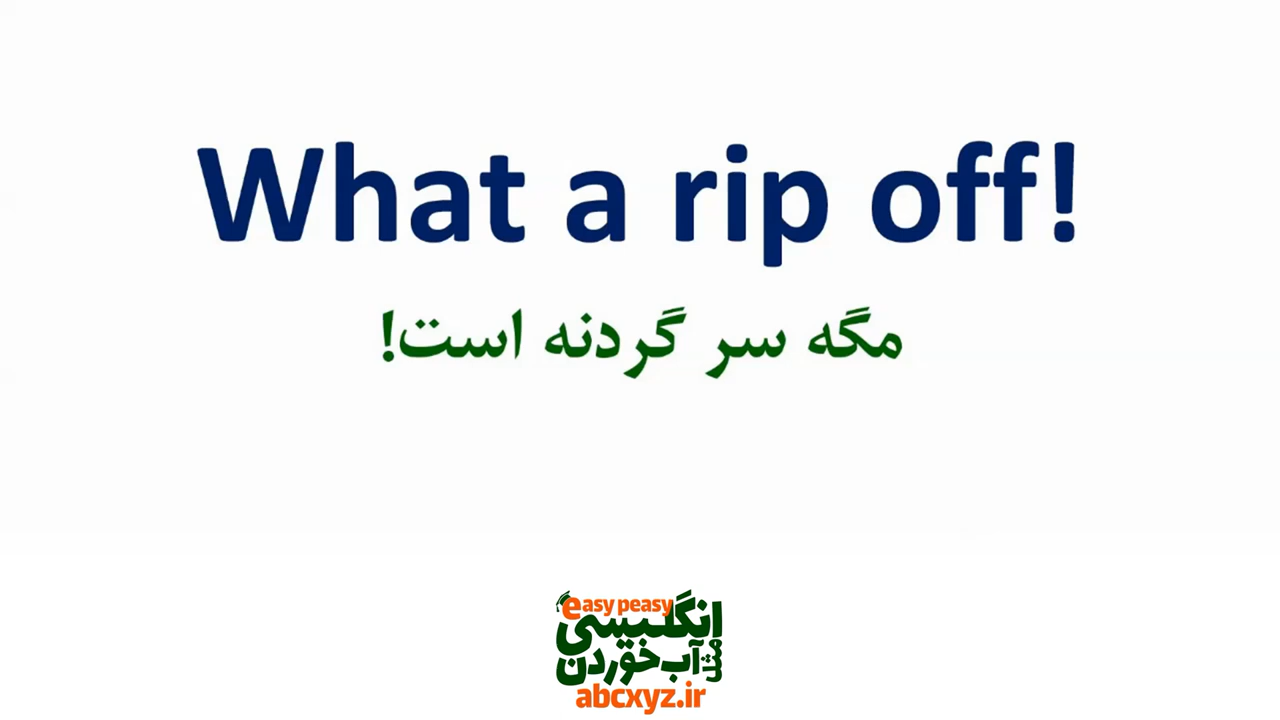 What a rip off!
مگه سر گردنه است!
easy peasy
انگلیسی
مثل آب خوردن
abcxyz.ir